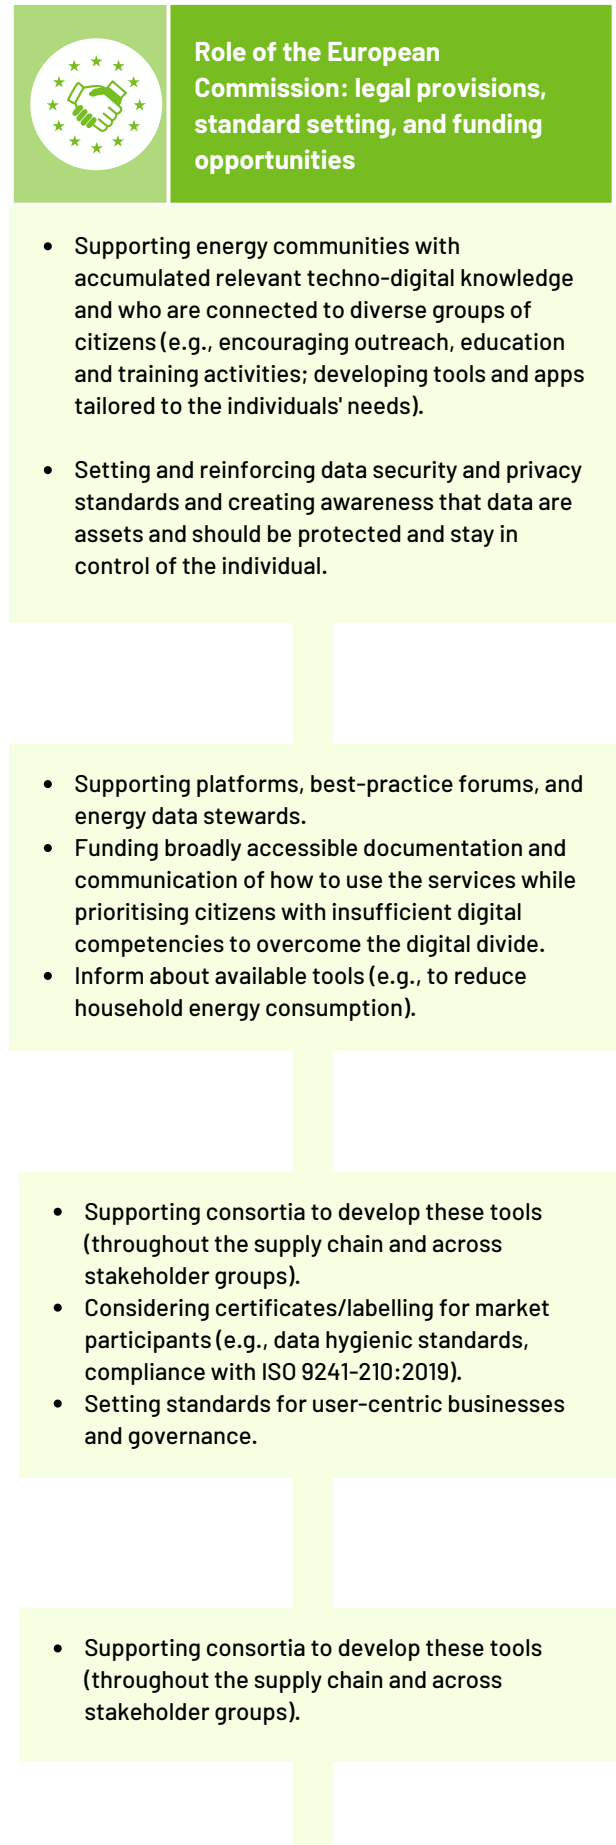 Role of the European
Commission: legal provisions,
standard setting, and funding
opportunities
• Supporting energy communities with
accumulated relevant techno-digital knowledge
and who are connected to diverse groups of
citizens (e.g., encouraging outreach, education
and training activities; developing tools and apps
tailored to the individuals' needs).
• Setting and reinforcing data security and privacy
standards and creating awareness that data are
assets and should be protected and stay in
control of the individual.
• Supporting platforms, best-practice forums, and
energy data stewards.
• Funding broadly accessible documentation and
communication of how to use the services while
prioritising citizens with insufficient digital
competencies to overcome the digital divide.
• Inform about available tools (e.g., to reduce
household energy consumption).
• Supporting consortia to develop these tools
(throughout the supply chain and across
stakeholder groups).
• Considering certificates/labelling for market
participants (e.g., data hygienic standards,
compliance with ISO 9241-210:2019).
• Setting standards for user-centric businesses
and governance.
• Supporting consortia to develop these tools
(throughout the supply chain and across
stakeholder groups).